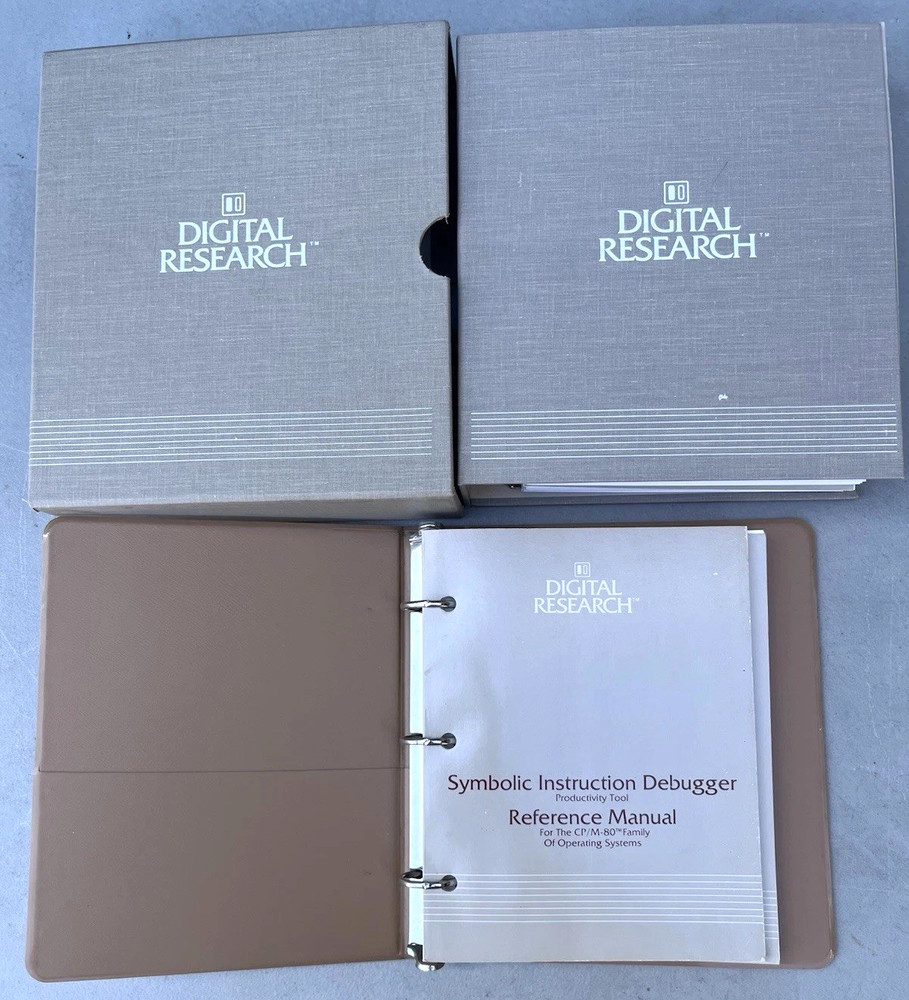 DIGITAL
RESEARCH™
DIGITAL
RESEARCH™
DIGITAL
RESEARCH™
Symbolic Instruction Debugger
Productivity Tool
Reference Manual
For The CP/M-80™ Family
Of Operating Systems